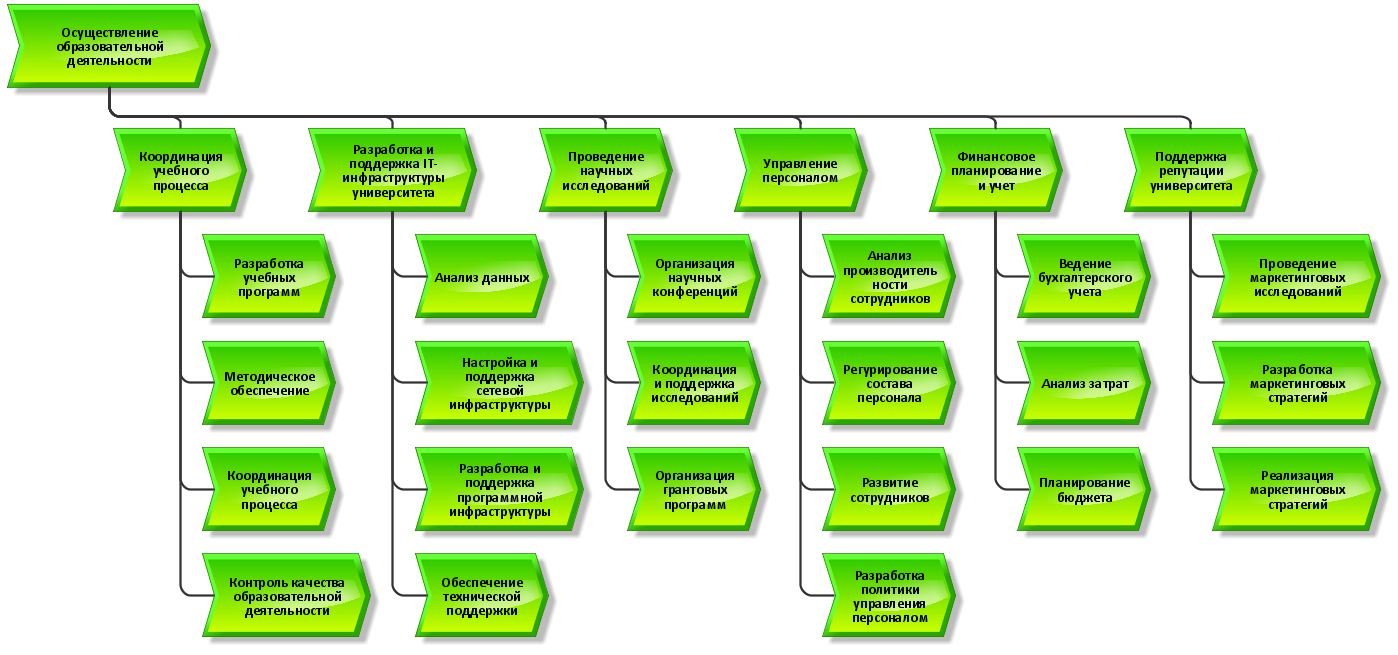 Осуществление
образовательной
деятельности
Координация
учебного
процесса
Разработка и
поддержка IT-
инфраструктуры
университета
Проведение
научных
исследований
Управление
персоналом
Финансовое
планирование
и учет
Поддержка
репутации
университета
Разработка
учебных
программ
Анализ данных
Организация
научных
конференций
Анализ
производитель
ности
сотрудников
Ведение
бухгалтерского
учета
Проведение
маркетинговых
исследований
Методическое
обеспечение
Настройка и
поддержка
сетевой
инфраструктуры
Координация
и поддержка
исследований
Регурирование
состава
персонала
Анализ затрат
Разработка
маркетинговых
стратегий
Координация
учебного
процесса
Разработка и
поддержка
программной
инфраструктуры
Организация
грантовых
программ
Развитие
сотрудников
Планирование
бюджета
Реализация
маркетинговых
стратегий
Контроль качества
образовательной
деятельности
Обеспечение
технической
поддержки
Разработка
политики
управления
персоналом